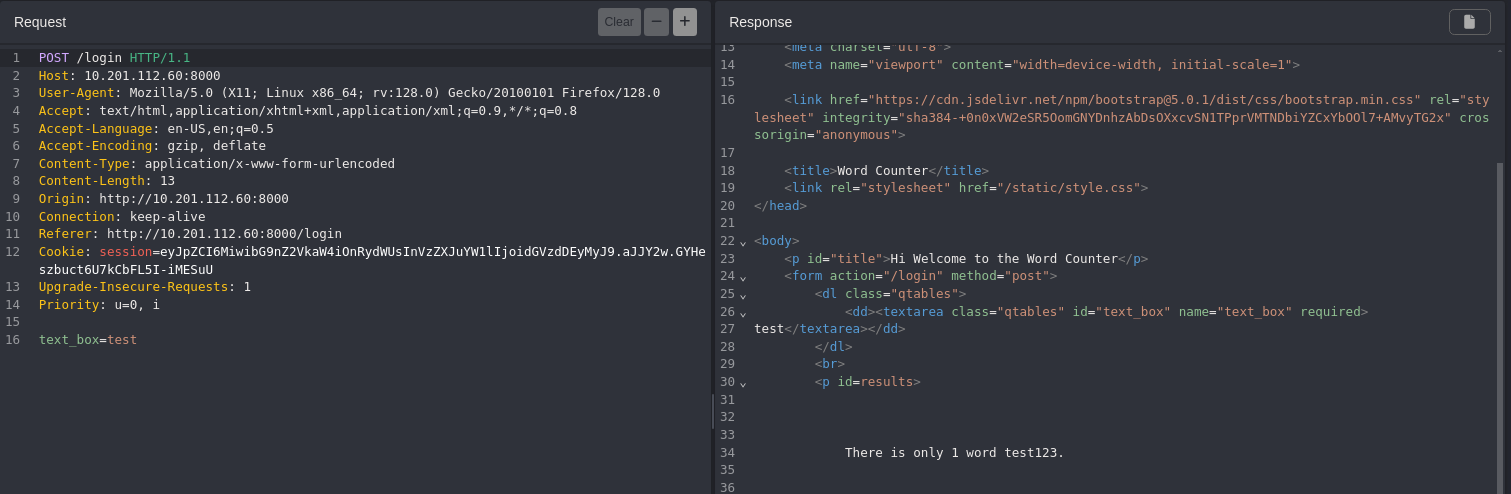 Request
Clear
1 POST /login HTTP/1.1
2 Host: 10.201.112.60:8000
3 User-Agent: Mozilla/5.0 (X11; Linux x86_64; rv:128.0) Gecko/20100101 Firefox/128.0
4 Accept: text/html,application/xhtml+xml,application/xml;q=0.9,*/*;q=0.8
5 Accept-Language: en-US,en;q=0.5
6 Accept-Encoding: gzip, deflate
7 Content-Type: application/x-www-form-urlencoded
8 Content-Length: 13
9 Origin: http://10.201.112.60:8000
10 Connection: keep-alive
11 Referer: http://10.201.112.60:8000/login
12 Cookie: session=eyJpZCI6MiwibG9nZ2VkaW4iOnRydWUsInVzZXJuYW1lIjoidGVzdDEyMyJ9.aJJY2w.GYHe
szbuct6U7kCbFL5I-iMESuU
13 Upgrade-Insecure-Requests: 1
14 Priority: u=0, i
15
16 text_box=test
Response
13 <meta charset="utf-8">
14 <meta name="viewport" content="width=device-width, initial-scale=1">
15
16 <link href="https://cdn.jsdelivr.net/npm/bootstrap@5.0.1/dist/css/bootstrap.min.css" rel="sty
lesheet" integrity="sha384-+0n0xVW2eSR5OomGNYDnhzAbDsOXxcvSN1TPprVMTNDbiYZCxYbOOl7+AMvyTG2x" cros
sorigin="anonymous">
17
18 <title>Word Counter</title>
19 <link rel="stylesheet" href="/static/style.css">
20 </head>
21
22 <body>
23 <p id="title">Hi Welcome to the Word Counter</p>
24 <form action="/login" method="post">
25 <dl class="qtables">
26 <dd><textarea class="qtables" id="text_box" name="text_box" required>
27 test</textarea></dd>
28 </dl>
29 <br>
30 <p id=results>
31
32
33
34 There is only 1 word test123.
35
36